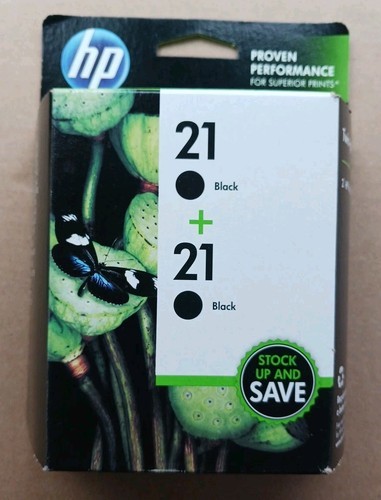 hp
PROVEN
PERFORMANCE
FOR SUPERIOR PRINTS
21
Black
+
21
Black
STOCK
UP AND
SAVE